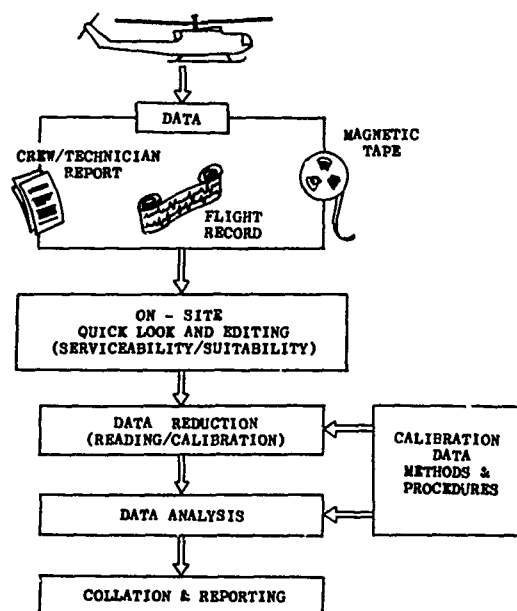 DATA
CREW/TECHNICIAN
REPORT
FLIGHT
RECORD
MAGNETIC
TAPE
ON - SITE
QUICK LOOK AND EDITING
(SERVICEABILITY/SUITABILITY)
DATA REDUCTION
(READING/CALIBRATION)
CALIBRATION
DATA
METHODS &
PROCEDURES
DATA ANALYSIS
COLLATION & REPORTING